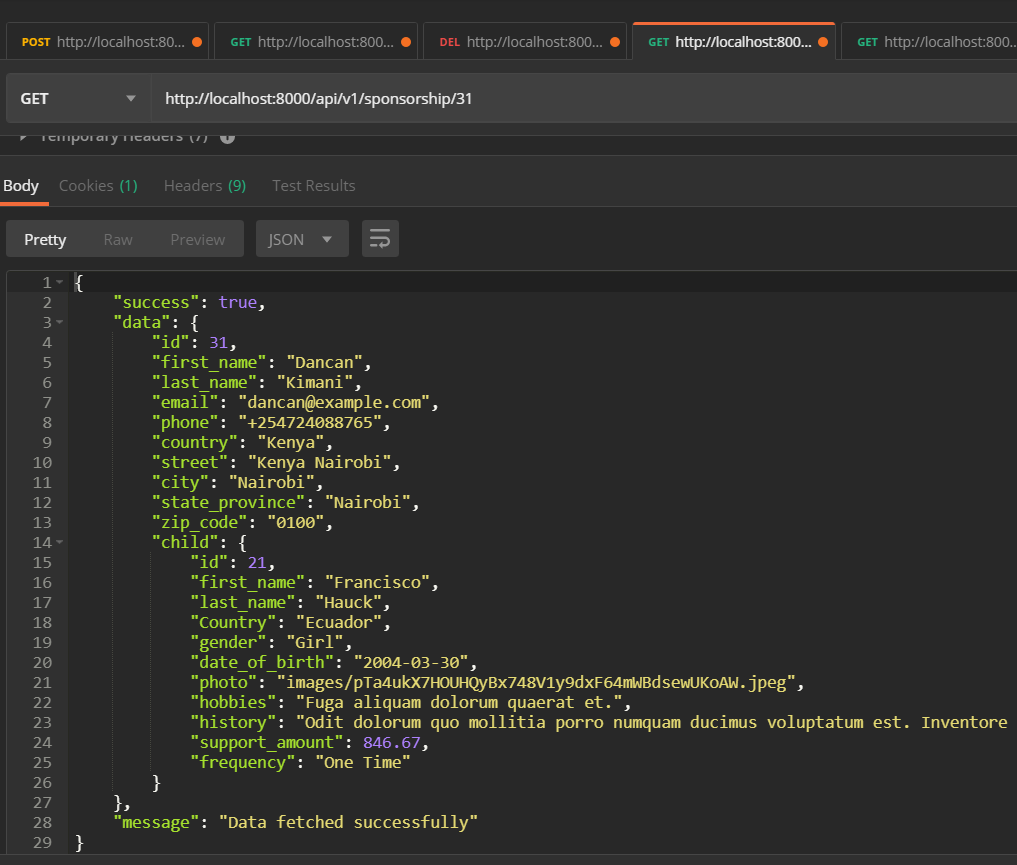 POST http://localhost:80... GET http://localhost:800... DEL http://localhost:800... GET http://localhost:800... GET http://localhost:800...
GET http://localhost:8000/api/v1/sponsorship/31
Temporary Headers (7)
Body Cookies (1) Headers (9) Test Results
Pretty Raw Preview JSON
1 {
2 "success": true,
3 "data": {
4 "id": 31,
5 "first_name": "Dancan",
6 "last_name": "Kimani",
7 "email": "dancan@example.com",
8 "phone": "+254724088765",
9 "country": "Kenya",
10 "street": "Kenya Nairobi",
11 "city": "Nairobi",
12 "state_province": "Nairobi",
13 "zip_code": "0100",
14 "child": {
15 "id": 21,
16 "first_name": "Francisco",
17 "last_name": "Hauck",
18 "Country": "Ecuador",
19 "gender": "Girl",
20 "date_of_birth": "2004-03-30",
21 "photo": "images/pTa4ukX7HOUHQyBx748V1y9dxF64mWBdsewUKoAW.jpeg",
22 "hobbies": "Fuga aliquam dolorum quaerat et.",
23 "history": "Odit dolorum quo mollitia porro numquam ducimus voluptatum est. Inventore
24 "support_amount": 846.67,
25 "frequency": "One Time"
26 }
27 },
28 "message": "Data fetched successfully"
29 }